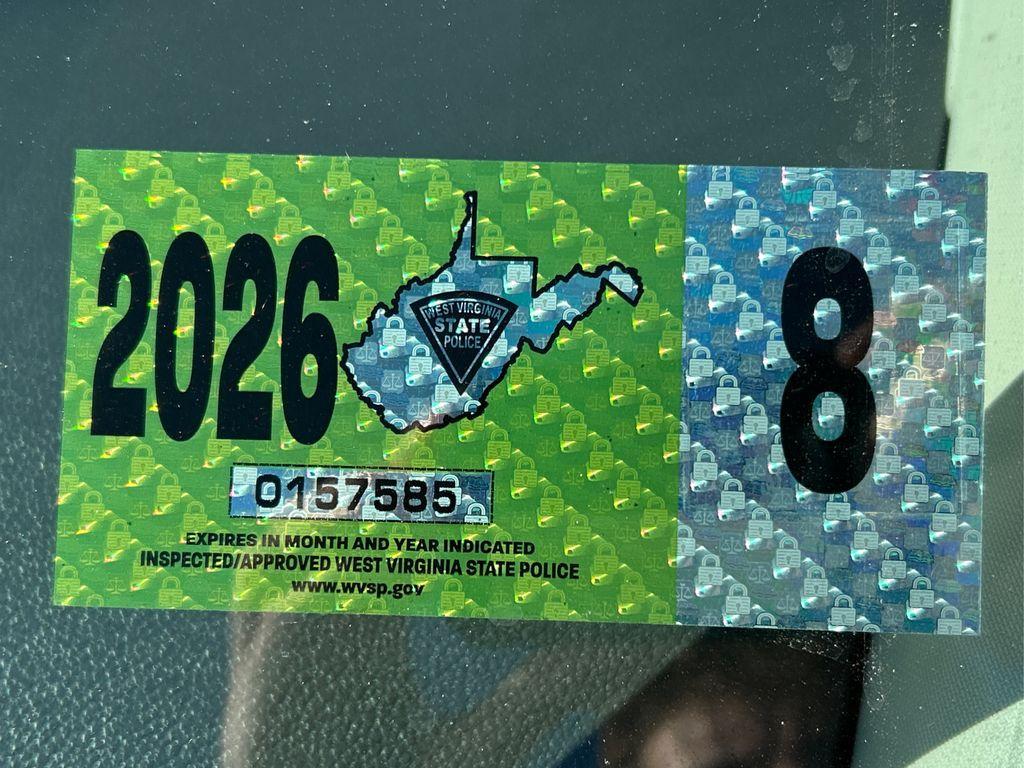 2026
WEST VIRGINIA
STATE
POLICE
8
0157585
EXPIRES IN MONTH AND YEAR INDICATED
INSPECTED/APPROVED WEST VIRGINIA STATE POLICE
www.wvsp.gov